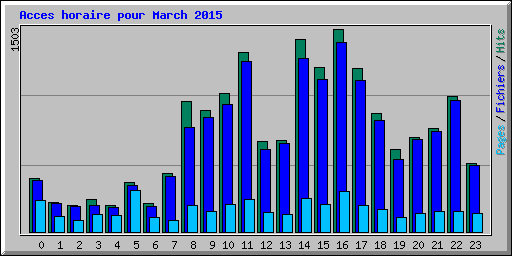 Acces horaire pour March 2015
1503
Pages / Fichiers / Hits
0 1 2 3 4 5 6 7 8 9 10 11 12 13 14 15 16 17 18 19 20 21 22 23